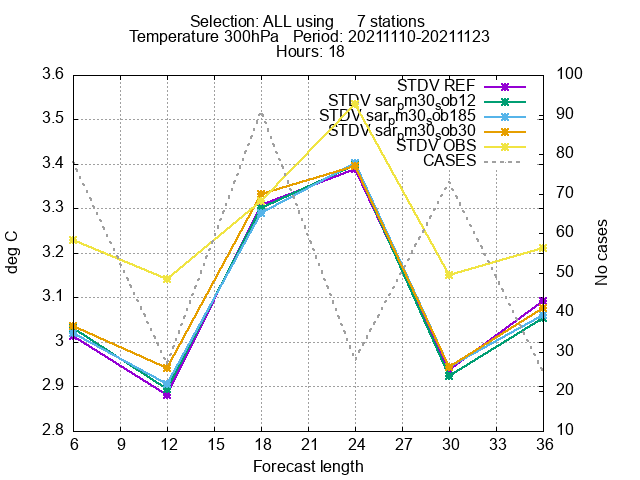 Selection: ALL using     7 stations
Temperature 300hPa   Period: 20211110-20211123
Hours: 18
STDV REF
STDV sarpm30sob12
STDV sarpm30sob185
STDV sarpm30sob30
STDV OBS
CASES
3.6
3.5
3.4
3.3
3.2
3.1
3
2.9
2.8
deg C
100
90
80
70
60
50
40
30
20
10
No cases
6 9 12 15 18 21 24 27 30 33 36
Forecast length